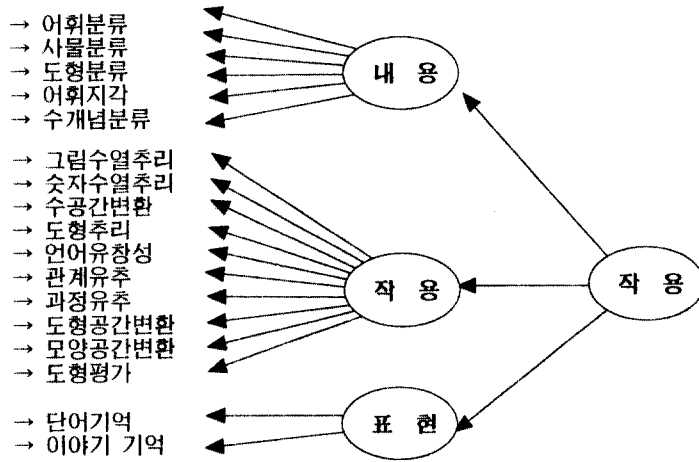 → 어휘분류
→ 사물분류
→ 도형분류
→ 어휘지각
→ 수개념분류
내 용
→ 그림수열추리
→ 숫자수열추리
→ 수공간변환
→ 도형추리
→ 언어유창성
→ 관계유추
→ 과정유추
→ 도형공간변환
→ 모양공간변환
→ 도형평가
작 용
작 용
→ 단어기억
→ 이야기 기억
표 현